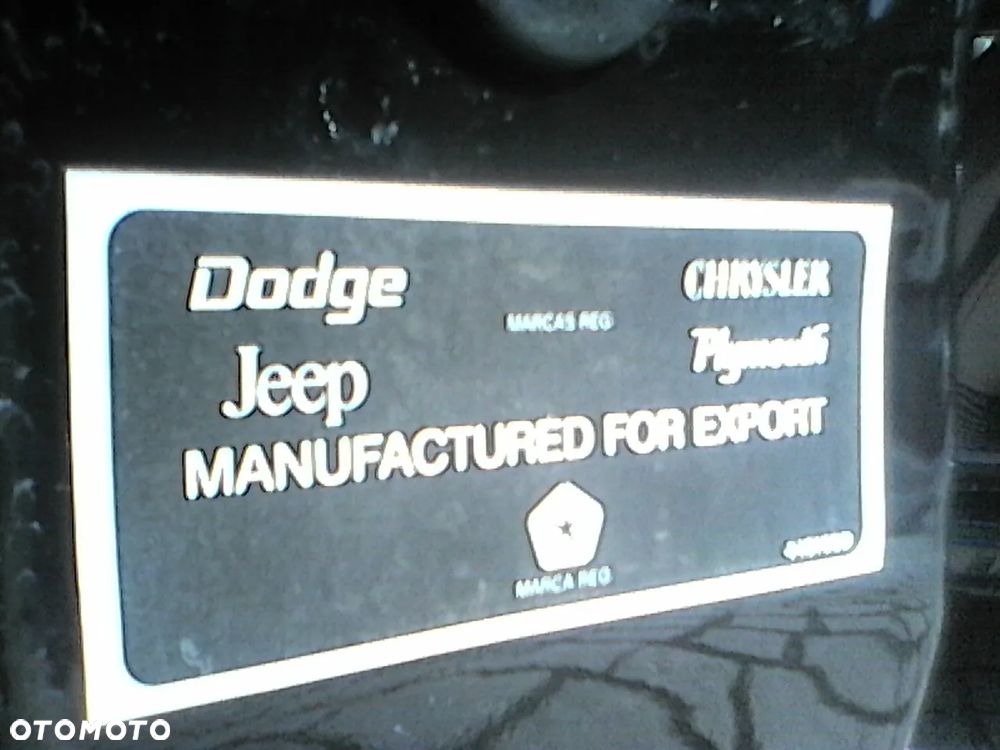 Dodge
CHRYSLER
MARCAS REG
Jeep
Plymouth
MANUFACTURED FOR EXPORT
MARCA REG
OTOMOTO